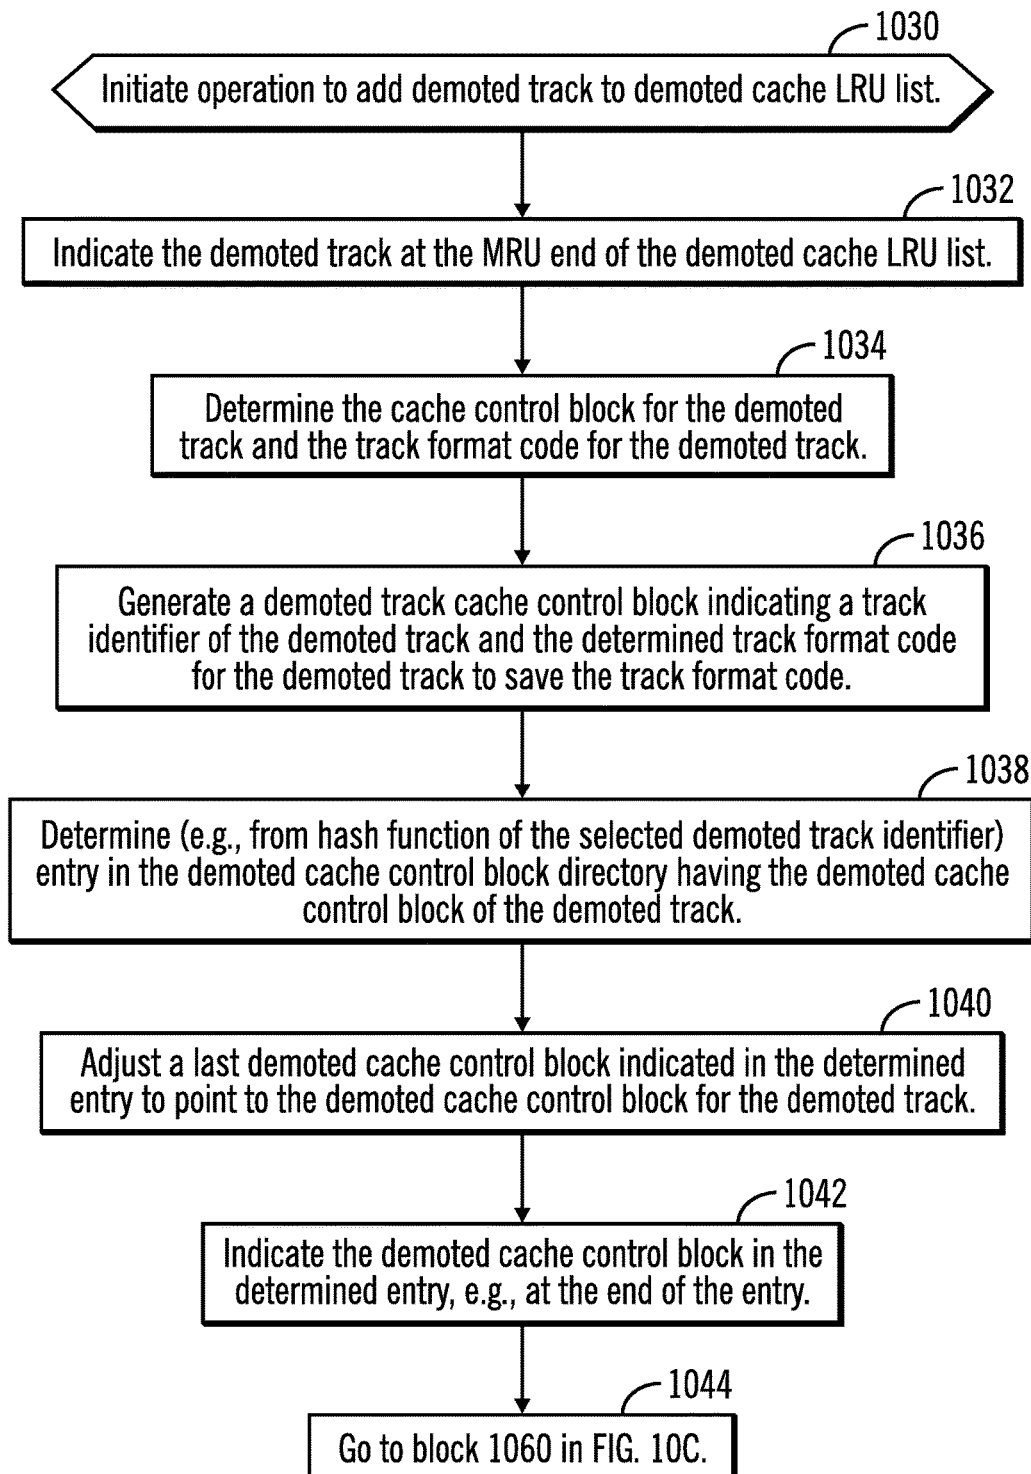 1030
Initiate operation to add demoted track to demoted cache LRU list.
1032
Indicate the demoted track at the MRU end of the demoted cache LRU list.
1034
Determine the cache control block for the demoted
track and the track format code for the demoted track.
1036
Generate a demoted track cache control block indicating a track
identifier of the demoted track and the determined track format code
for the demoted track to save the track format code.
1038
Determine (e.g., from hash function of the selected demoted track identifier)
entry in the demoted cache control block directory having the demoted cache
control block of the demoted track.
1040
Adjust a last demoted cache control block indicated in the determined
entry to point to the demoted cache control block for the demoted track.
1042
Indicate the demoted cache control block in the
determined entry, e.g., at the end of the entry.
1044
Go to block 1060 in FIG. 10C.